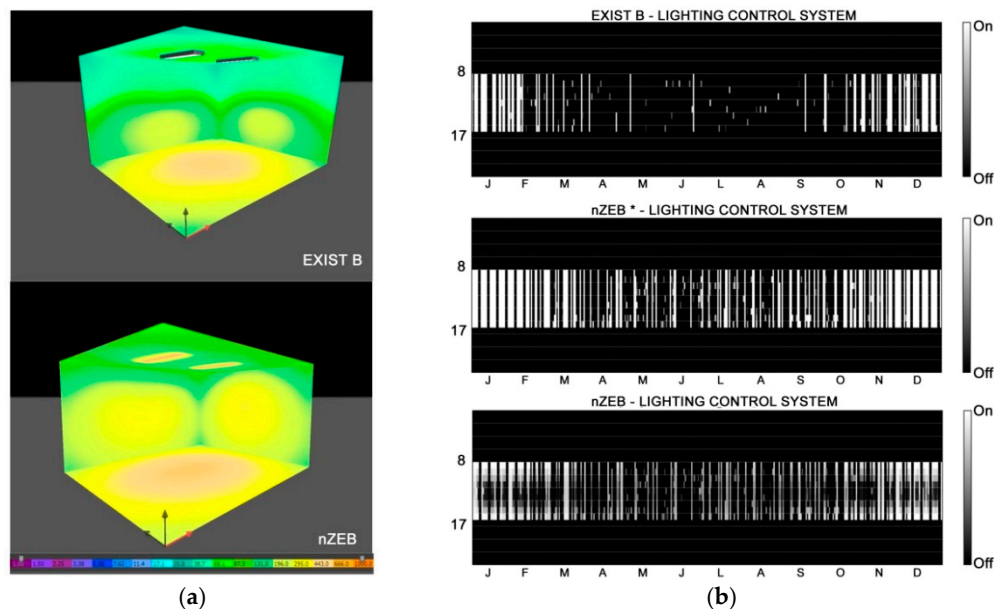 EXIST B
nZEB
(a)
EXIST B - LIGHTING CONTROL SYSTEM
On
8
17
Off
J F M A M J L A S O N D
nZEB * - LIGHTING CONTROL SYSTEM
On
8
17
Off
J F M A M J L A S O N D
nZEB - LIGHTING CONTROL SYSTEM
On
8
17
Off
J F M A M J L A S O N D
(b)